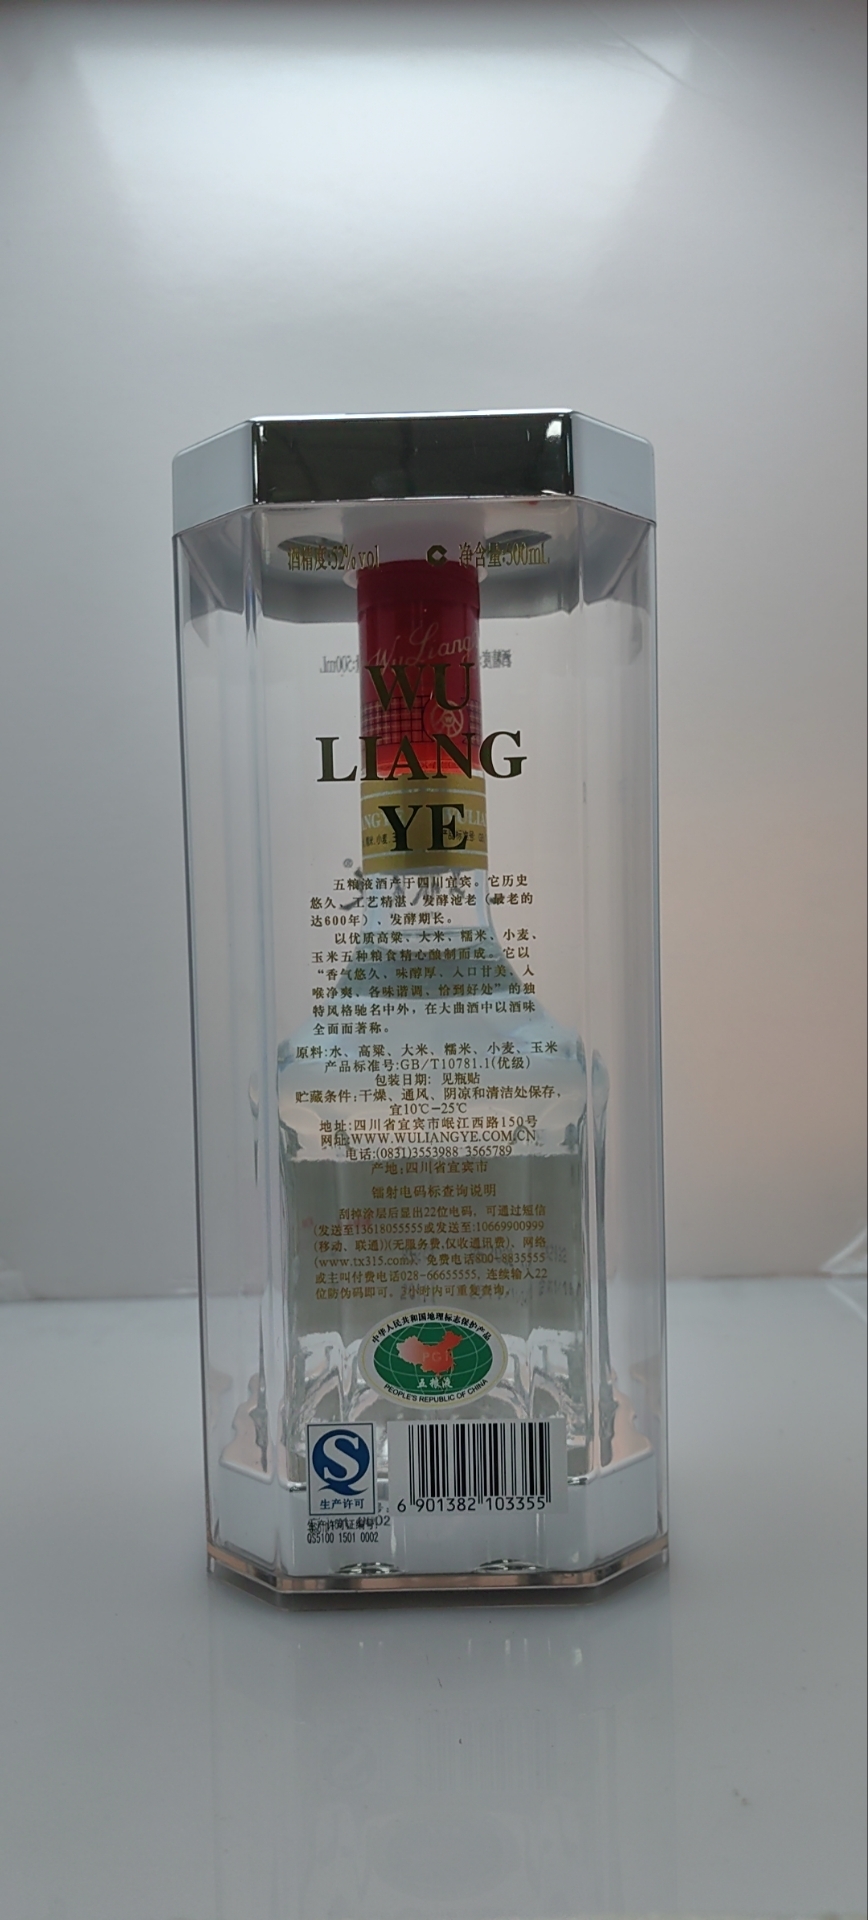 酒精度:52%vol 净含量:500mL
Wu Liang
WU
LIANG
YE
五粮液酒产于四川宜宾。它历史
悠久、工艺精湛、发酵池老（最老的
达600年）、发酵期长。
以优质高粱、大米、糯米、小麦、
玉米五种粮食精心酿制而成。它以
“香气悠久、味醇厚、入口甘美、入
喉净爽、各味谐调、恰到好处”的独
特风格驰名中外，在大曲酒中以酒味
全面而著称。
原料:水、高粱、大米、糯米、小麦、玉米
产品标准号:GB/T10781.1(优级)
包装日期: 见瓶贴
贮藏条件:干燥、通风、阴凉和清洁处保存,
宜10℃-25℃
地址:四川省宜宾市岷江西路150号
网址:WWW.WULIANGYE.COM.CN
电话:(0831)3553988 3565789
产地:四川省宜宾市
镭射电码标查询说明
刮掉涂层后显出22位电码, 可通过短信
(发送至13618055555或发送至:10669900999
(移动、联通)(无服务费,仅收通讯费)、网络
(www.tx315.com)、免费电话800-8835555
或主叫付费电话028-66655555, 连续输入22
位防伪码即可。2小时内可重复查询。
中华人民共和国地理标志保护产品
PGI
五粮液
PEOPLE'S REPUBLIC OF CHINA
生产许可
6 901382 103355
生产许可证编号:
QS5100 1501 0002